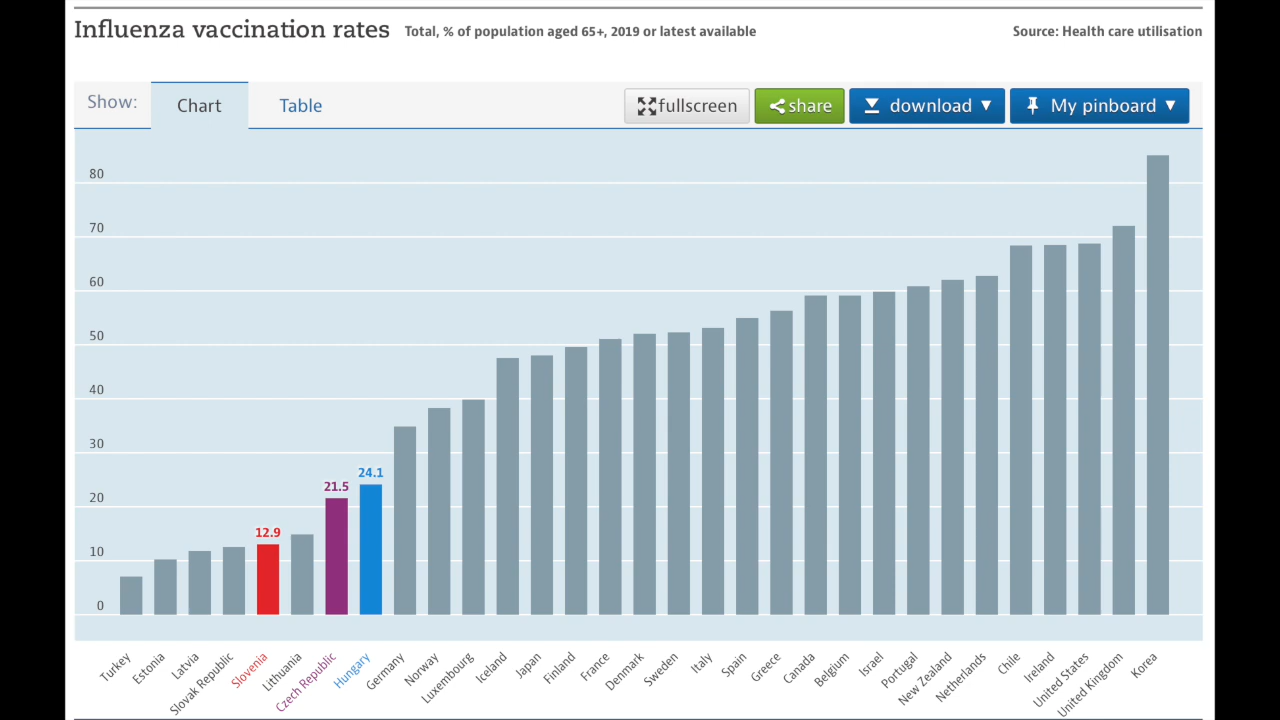 Influenza vaccination rates Total, % of population aged 65+, 2019 or latest available Source: Health care utilisation
Show: Chart Table fullscreen share download ▼ My pinboard ▼
80
70
60
50
40
30
20
10
0
12.9
21.5
24.1
Turkey
Estonia
Latvia
Slovak Republic
Slovenia
Lithuania
Czech Republic
Hungary
Germany
Norway
Luxembourg
Iceland
Japan
Finland
France
Denmark
Sweden
Italy
Spain
Greece
Canada
Belgium
Israel
Portugal
New Zealand
Netherlands
Chile
Ireland
United States
United Kingdom
Korea